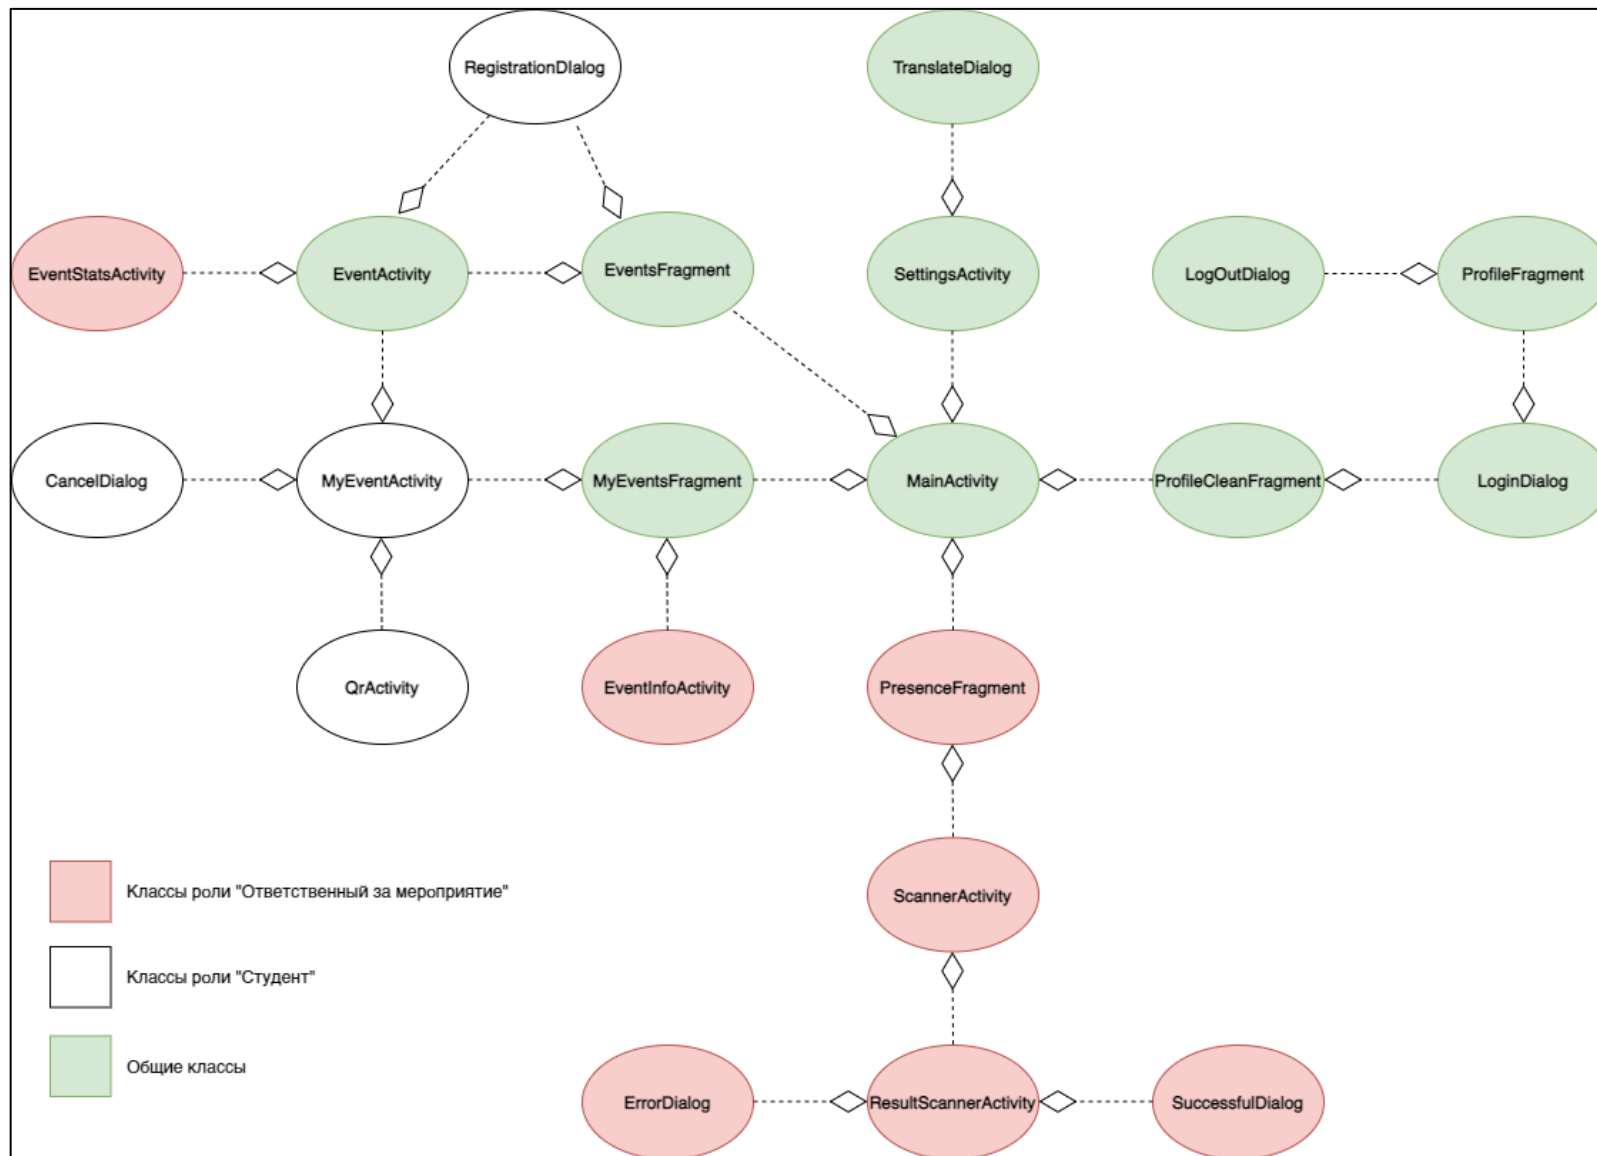 RegistrationDIalog
TranslateDialog
EventStatsActivity
EventActivity
EventsFragment
SettingsActivity
LogOutDialog
ProfileFragment
CancelDialog
MyEventActivity
MyEventsFragment
MainActivity
ProfileCleanFragment
LoginDialog
QrActivity
EventInfoActivity
PresenceFragment
Классы роли "Ответственный за мероприятие"
ScannerActivity
Классы роли "Студент"
Общие классы
ErrorDialog
ResultScannerActivity
SuccessfulDialog